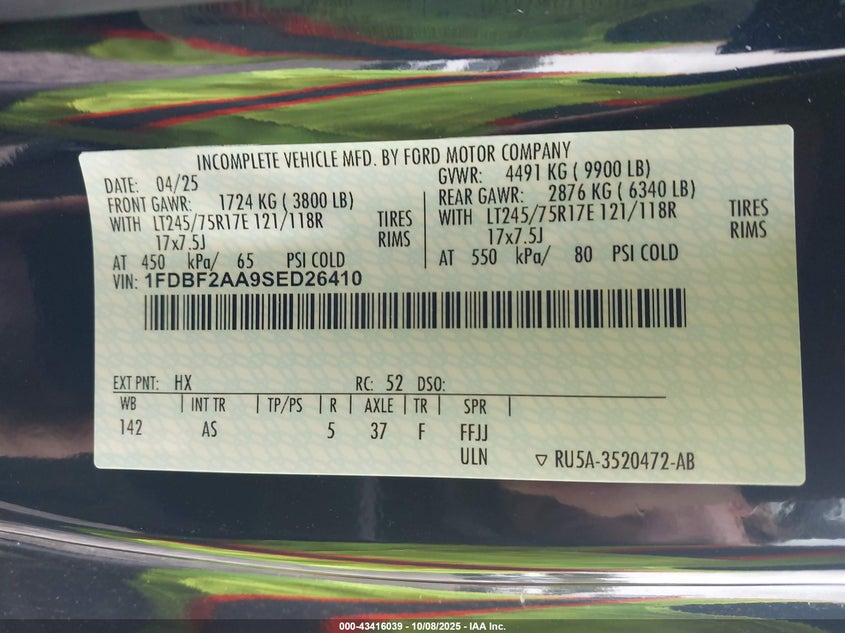 INCOMPLETE VEHICLE MFD. BY FORD MOTOR COMPANY
DATE: 04/25
FRONT GAWR: 1724 KG ( 3800 LB)
WITH LT245/75R17E 121/118R TIRES
17x7.5J RIMS
AT 450 kPa/ 65 PSI COLD
GVWR: 4491 KG ( 9900 LB)
REAR GAWR: 2876 KG ( 6340 LB)
WITH LT245/75R17E 121/118R TIRES
17x7.5J RIMS
AT 550 kPa/ 80 PSI COLD
VIN: 1FDBF2AA9SED26410
EXT PNT: HX RC: 52 DSO:
WB | INT TR | TP/PS | R | AXLE | TR | SPR |
142 AS 5 37 F FFJJ
ULN ▽ RU5A-3520472-AB
000-43416039 - 10/08/2025 - IAA Inc.